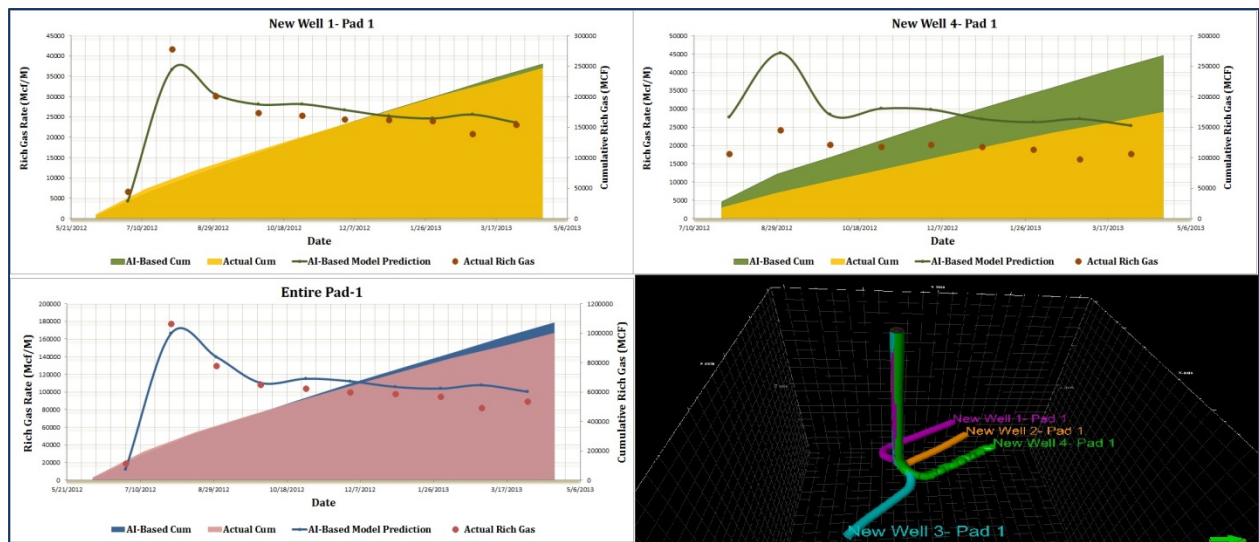 New Well 1- Pad 1
Rich Gas Rate (Mcf/M)
45000
40000
35000
30000
25000
20000
15000
10000
5000
0
300000
250000
200000
150000
100000
50000
0
Cumulative Rich Gas (MCF)
5/21/2012 7/10/2012 8/29/2012 10/18/2012 12/7/2012 1/26/2013 3/17/2013 5/6/2013
Date
AI-Based Cum Actual Cum AI-Based Model Prediction Actual Rich Gas
New Well 4- Pad 1
Rich Gas Rate (Mcf/M)
50000
45000
40000
35000
30000
25000
20000
15000
10000
5000
0
300000
250000
200000
150000
100000
50000
0
Cumulative Rich Gas (MCF)
7/10/2012 8/29/2012 10/18/2012 12/7/2012 1/26/2013 3/17/2013 5/6/2013
Date
AI-Based Cum Actual Cum AI-Based Model Prediction Actual Rich Gas
Entire Pad-1
Rich Gas Rate (Mcf/M)
200000
180000
160000
140000
120000
100000
80000
60000
40000
20000
0
1200000
1000000
800000
600000
400000
200000
0
Cumulative Rich Gas (MCF)
5/21/2012 7/10/2012 8/29/2012 10/18/2012 12/7/2012 1/26/2013 3/17/2013 5/6/2013
Date
AI-Based Cum Actual Cum AI-Based Model Prediction Actual Rich Gas
New Well 1- Pad 1
New Well 2- Pad 1
New Well 4- Pad 1
New Well 3- Pad 1